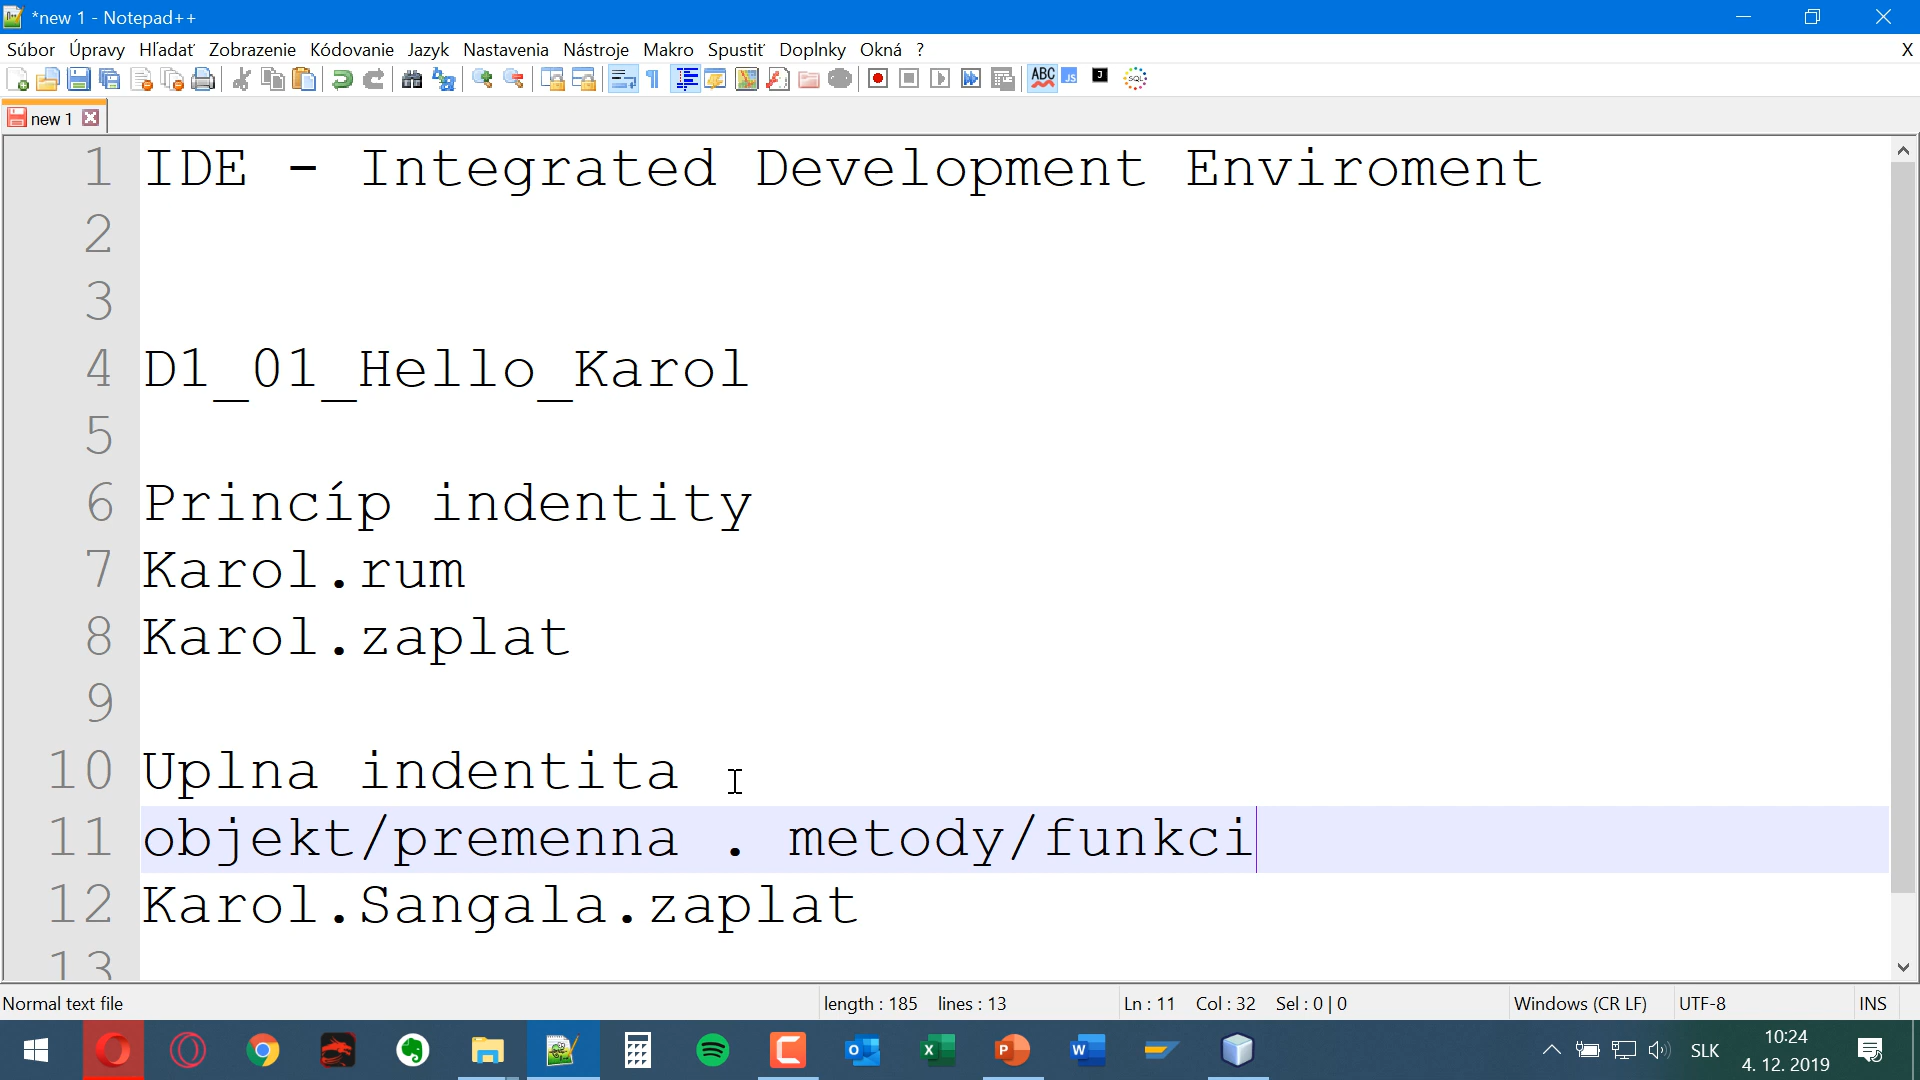 *new 1 - Notepad++
Súbor Úpravy Hľadať Zobrazenie Kódovanie Jazyk Nastavenia Nástroje Makro Spustiť Doplnky Okná ? X
ABC JS J SQL
new 1
1 IDE - Integrated Development Enviroment
2
3
4 D1_01_Hello_Karol
5
6 Princíp indentity
7 Karol.rum
8 Karol.zaplat
9
10 Uplna indentita
11 objekt/premenna . metody/funkci
12 Karol.Sangala.zaplat
13
Normal text file length : 185 lines : 13 Ln : 11 Col : 32 Sel : 0 | 0 Windows (CR LF) UTF-8 INS
SLK 10:24
4. 12. 2019